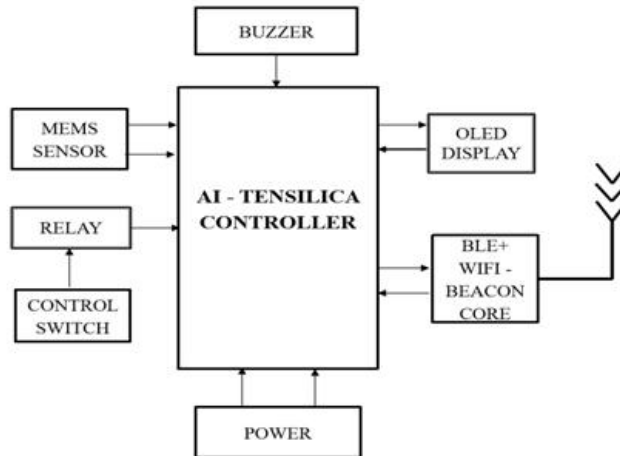 BUZZER
MEMS
SENSOR
OLED
DISPLAY
AI - TENSILICA
CONTROLLER
RELAY
BLE+
WIFI -
BEACON
CORE
CONTROL
SWITCH
POWER